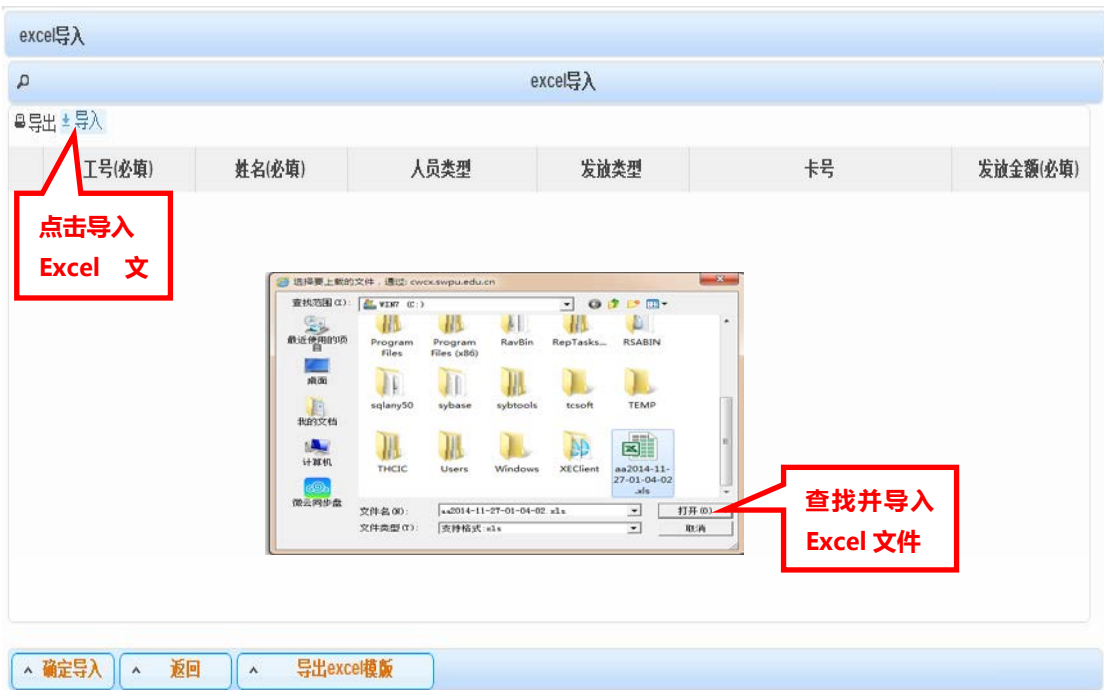 excel导入
excel导入
导出 导入
工号(必填) 姓名(必填) 人员类型 发放类型 卡号 发放金额(必填)
点击导入
Excel 文
选择要上载的文件，通过: cwcx.swpu.edu.cn
查找范围(I): WIN7 (C:)
最近使用的项
目
桌面
我的文档
计算机
微云网步盘
Program
Files
Program
Files (x86)
RavBin
RepTasks...
RSABIN
sqlany50
sybase
sybtools
tcsoft
TEMP
THCIC
Users
Windows
XEClient
aa2014-11-
27-01-04-02
.xls
文件名(N): aa2014-11-27-01-04-02.xls 打开(O)
文件类型(T): 支持格式:xls 取消
查找并导入
Excel 文件
确定导入 返回 导出excel模版